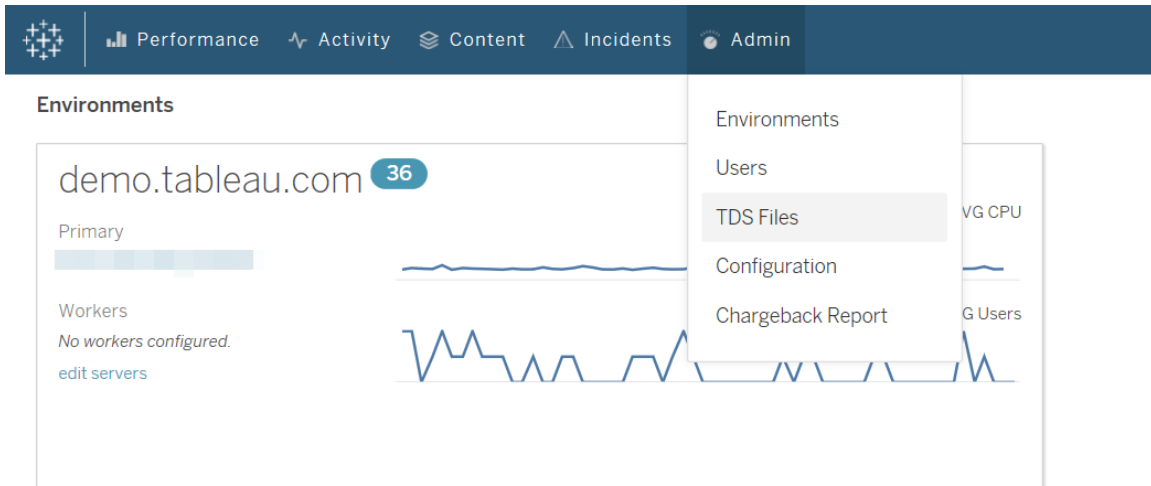 Performance Activity Content Incidents Admin
Environments
demo.tableau.com 36
Primary
Workers
No workers configured.
edit servers
VG CPU
G Users
Environments
Users
TDS Files
Configuration
Chargeback Report